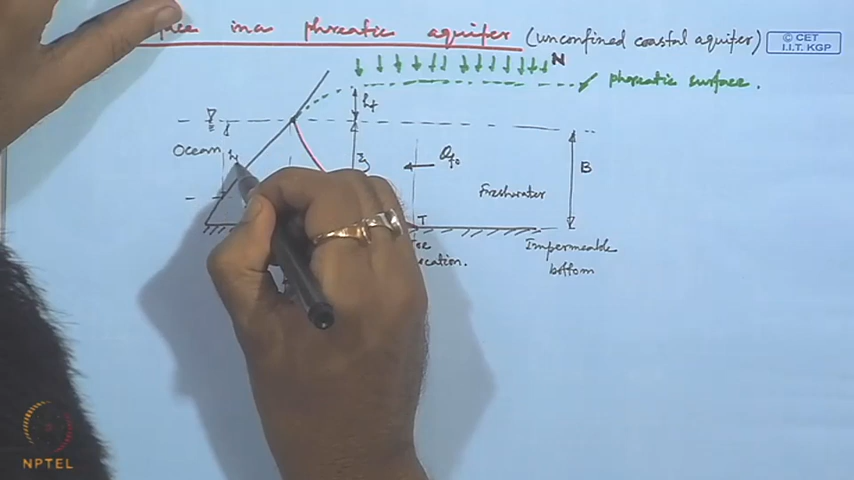 in a phreatic aquifer (unconfined coastal aquifer)
© CET
I.I.T. KGP
N
phreatic surface.
hf
Ocean
Qfo
B
Freshwater
T
Impermeable
bottom
NPTEL